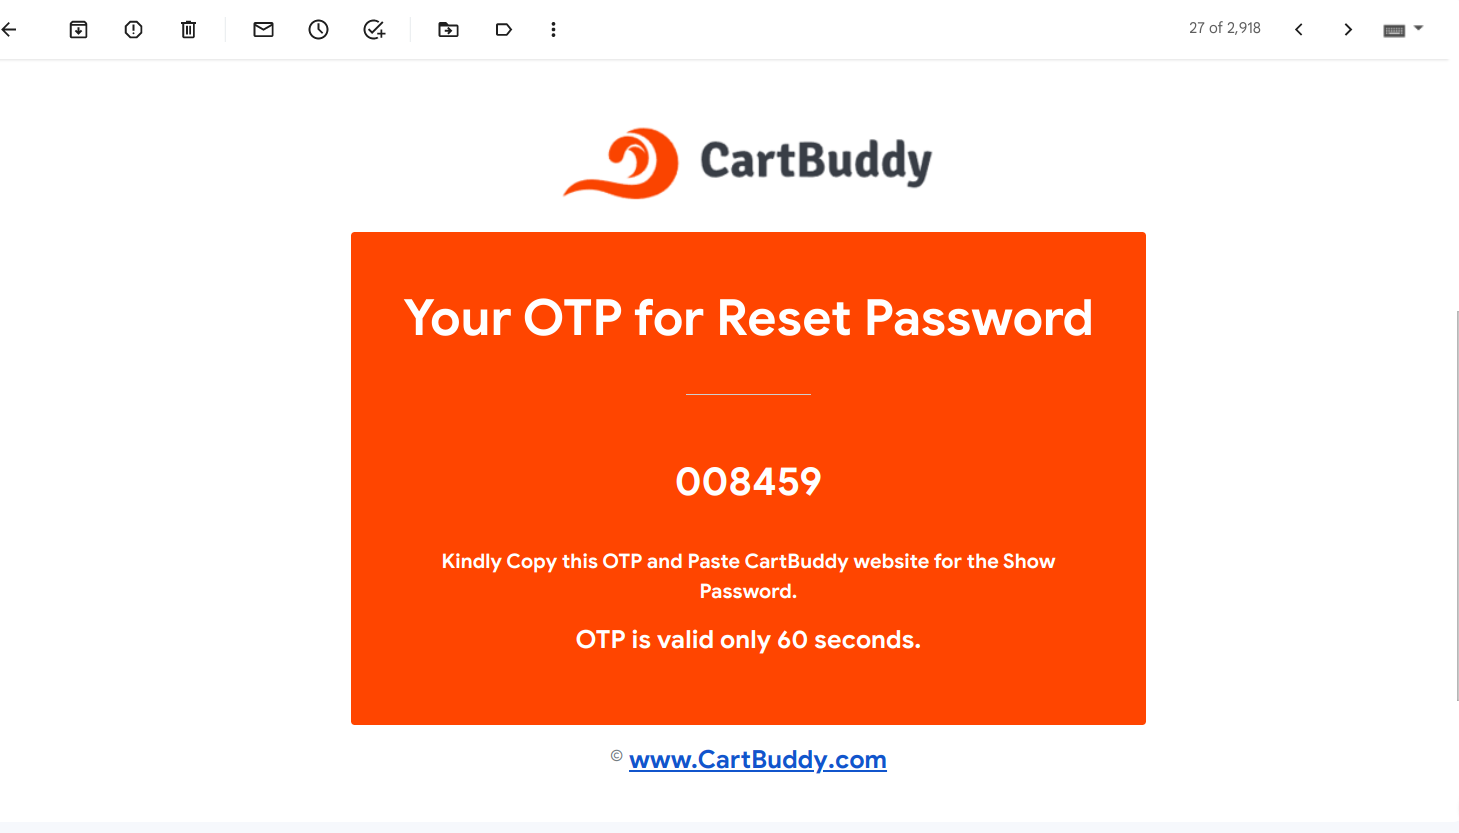 27 of 2,918
CartBuddy
Your OTP for Reset Password
008459
Kindly Copy this OTP and Paste CartBuddy website for the Show
Password.
OTP is valid only 60 seconds.
© www.CartBuddy.com